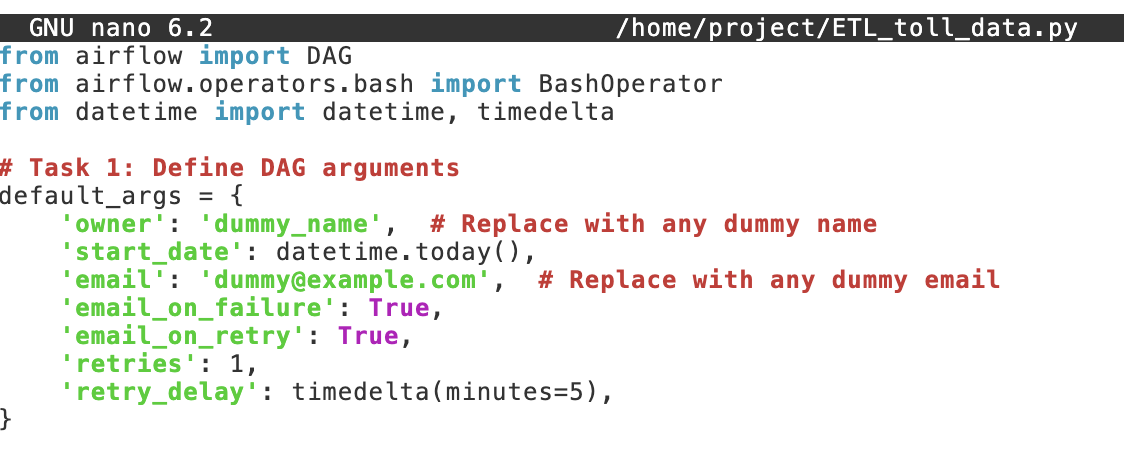 GNU nano 6.2 /home/project/ETL_toll_data.py
from airflow import DAG
from airflow.operators.bash import BashOperator
from datetime import datetime, timedelta
# Task 1: Define DAG arguments
default_args = {
    'owner': 'dummy_name',  # Replace with any dummy name
    'start_date': datetime.today(),
    'email': 'dummy@example.com',  # Replace with any dummy email
    'email_on_failure': True,
    'email_on_retry': True,
    'retries': 1,
    'retry_delay': timedelta(minutes=5),
}